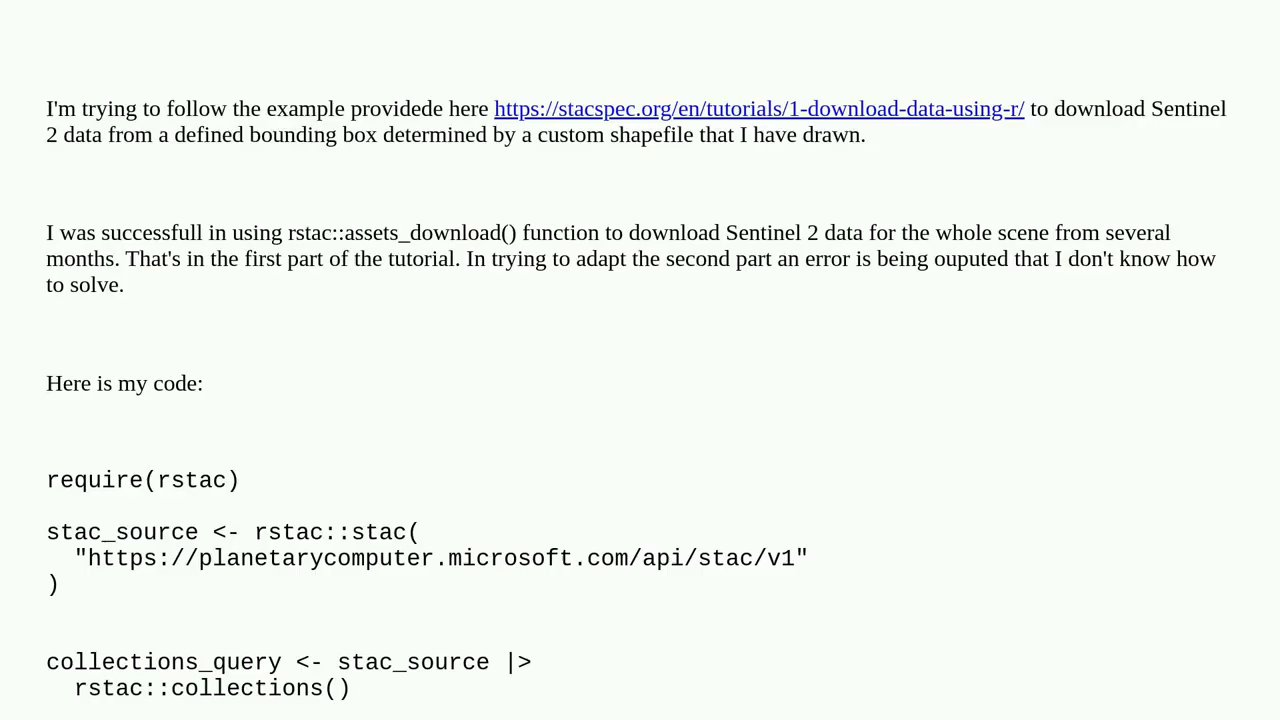 I'm trying to follow the example providede here https://stacspec.org/en/tutorials/1-download-data-using-r/ to download Sentinel
2 data from a defined bounding box determined by a custom shapefile that I have drawn.
I was successfull in using rstac::assets_download() function to download Sentinel 2 data for the whole scene from several
months. That's in the first part of the tutorial. In trying to adapt the second part an error is being ouputed that I don't know how
to solve.
Here is my code:
require(rstac)
stac_source <- rstac::stac(
  "https://planetarycomputer.microsoft.com/api/stac/v1"
)
collections_query <- stac_source |>
  rstac::collections()